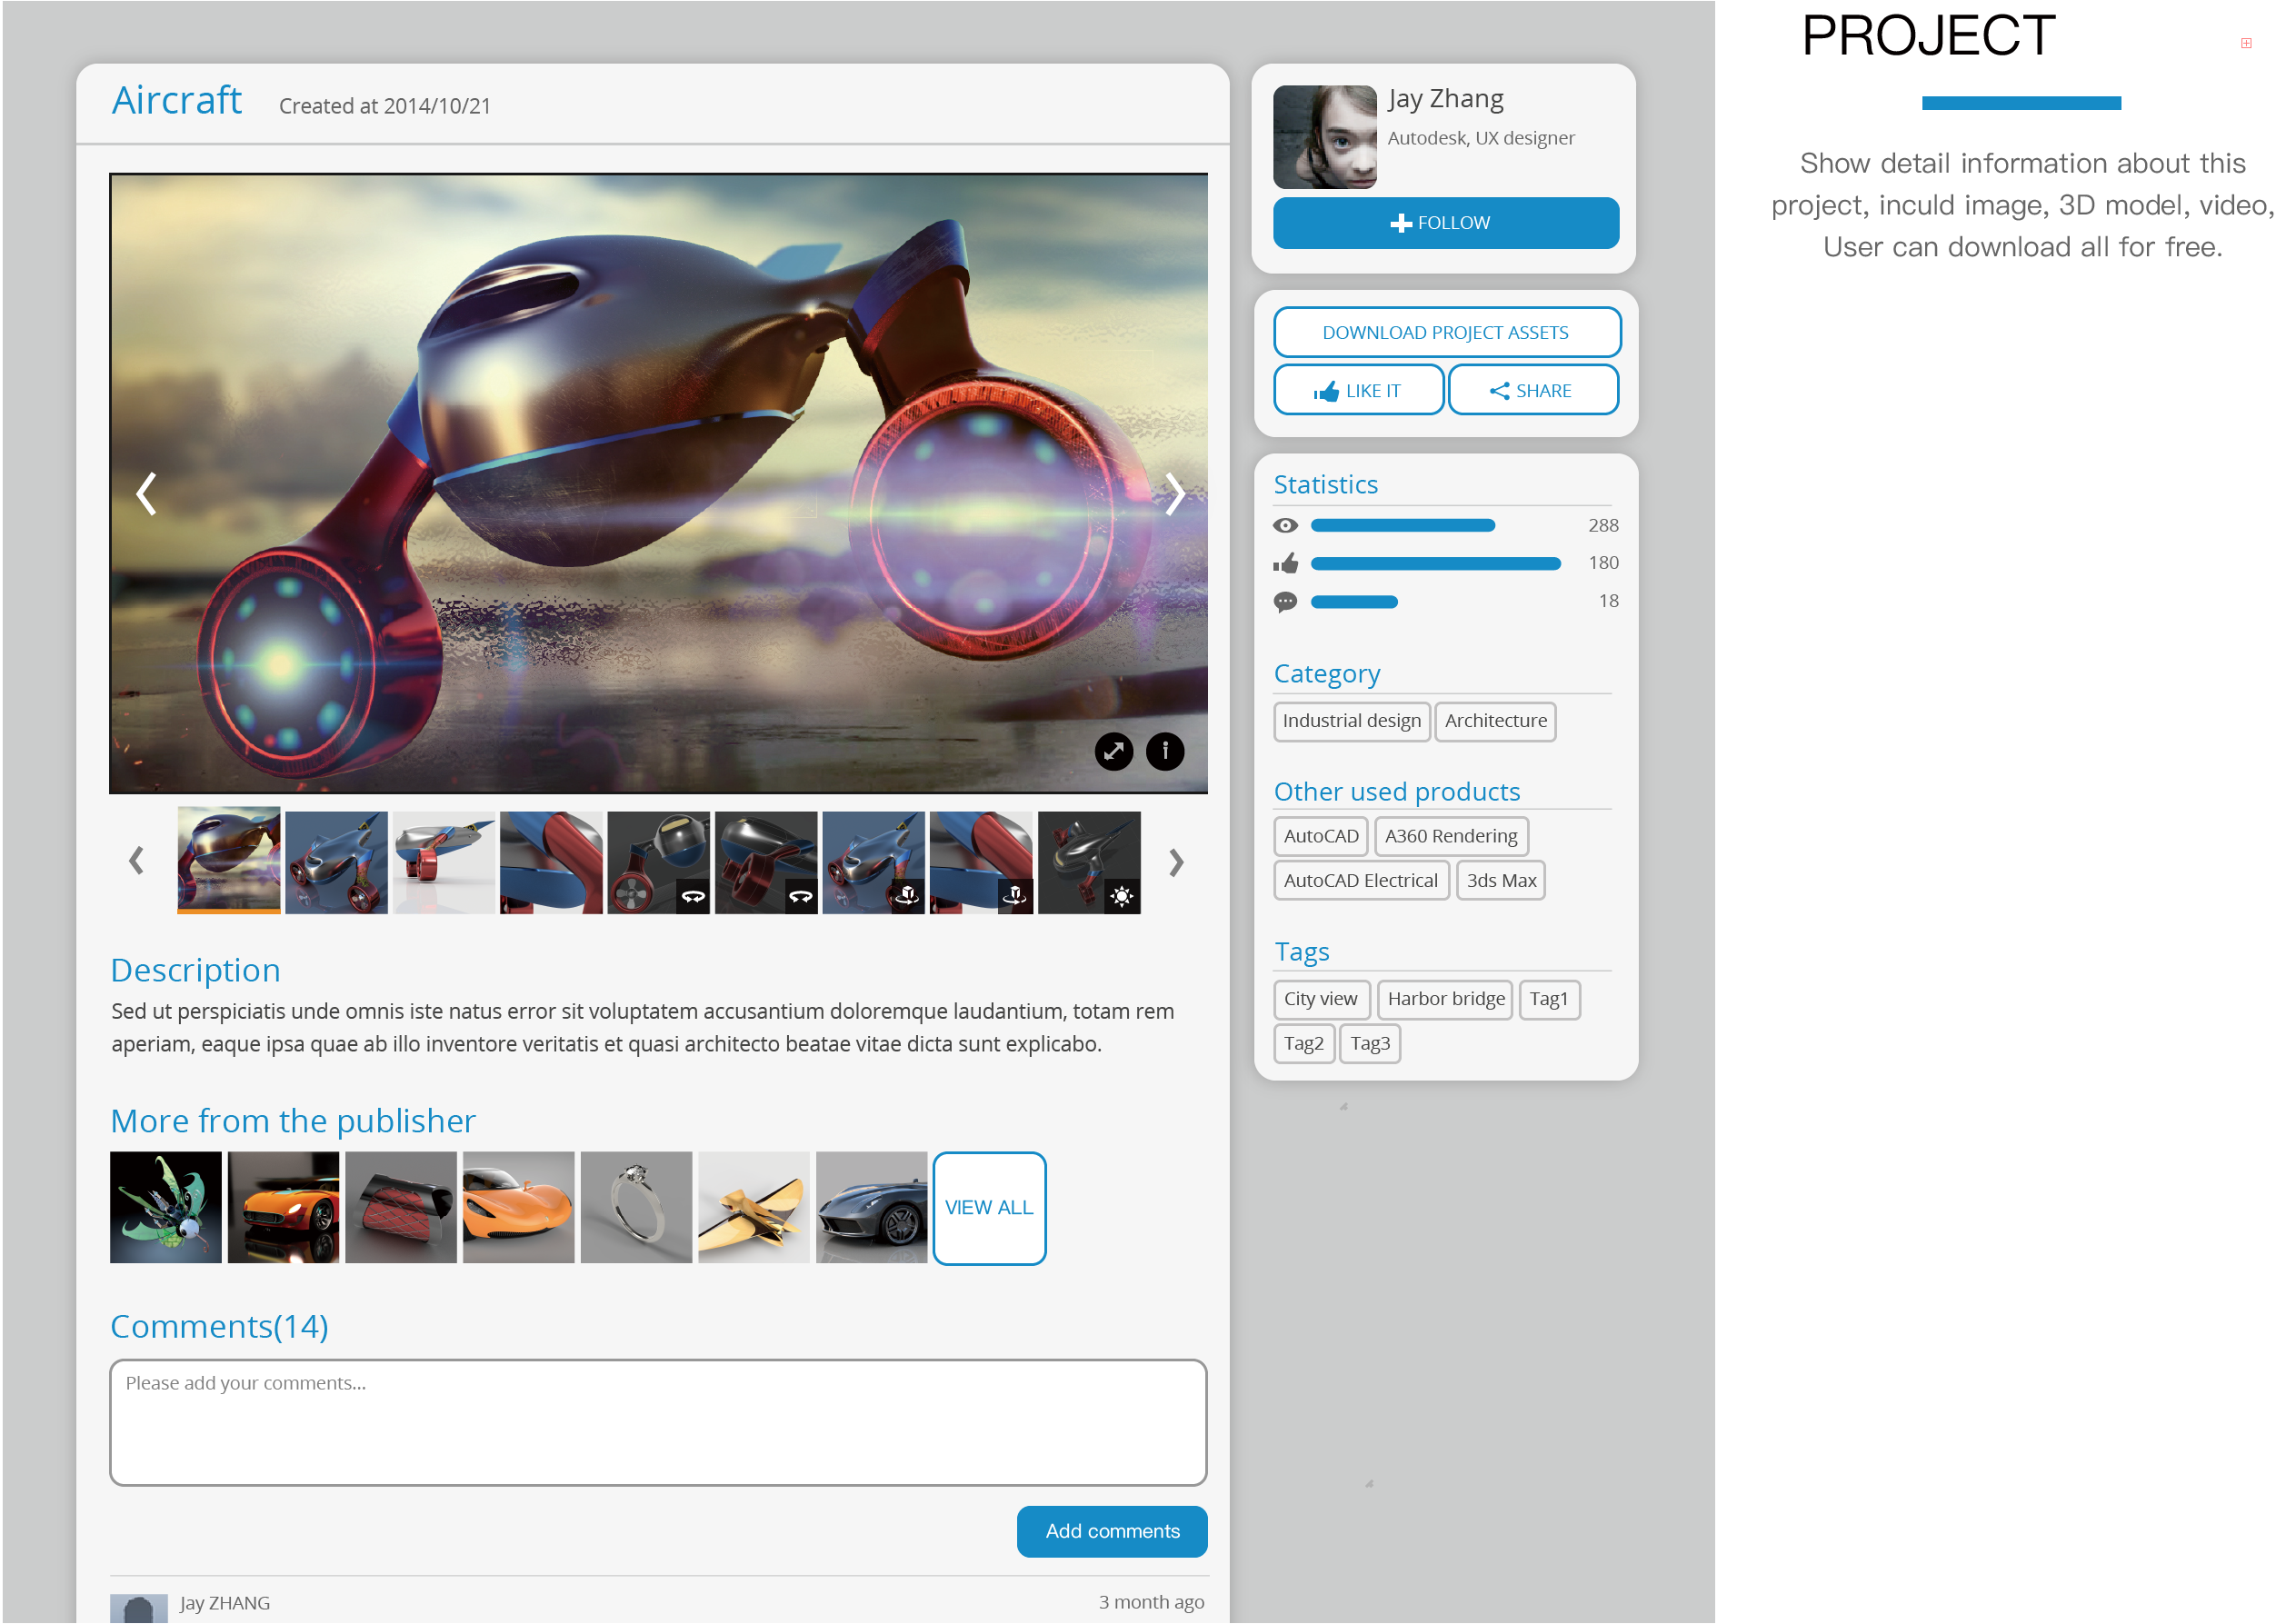 Aircraft Created at 2014/10/21
Description
Sed ut perspiciatis unde omnis iste natus error sit voluptatem accusantium doloremque laudantium, totam rem
aperiam, eaque ipsa quae ab illo inventore veritatis et quasi architecto beatae vitae dicta sunt explicabo.
More from the publisher
VIEW ALL
Comments(14)
Please add your comments...
Add comments
Jay ZHANG 3 month ago
Jay Zhang
Autodesk, UX designer
FOLLOW
DOWNLOAD PROJECT ASSETS
LIKE IT SHARE
Statistics
288
180
18
Category
Industrial design Architecture
Other used products
AutoCAD A360 Rendering
AutoCAD Electrical 3ds Max
Tags
City view Harbor bridge Tag1
Tag2 Tag3
PROJECT
Show detail information about this
project, inculd image, 3D model, video,
User can download all for free.